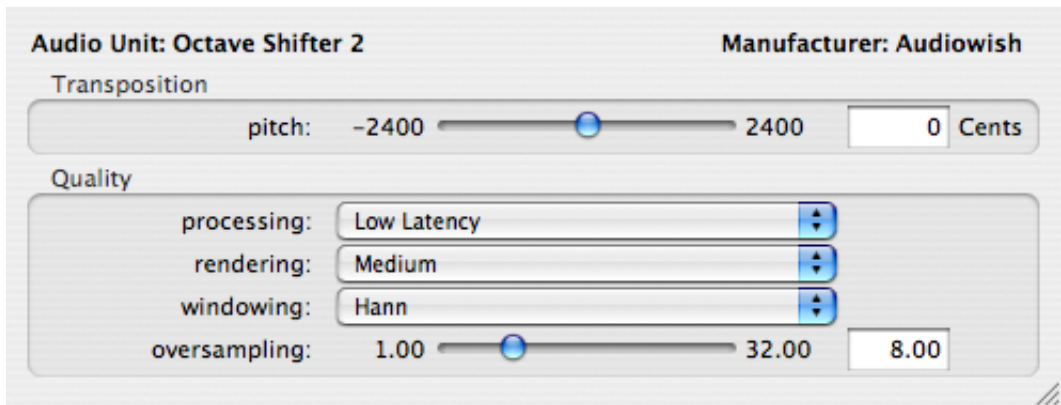 Audio Unit: Octave Shifter 2 Manufacturer: Audiowish
Transposition
pitch: -2400 2400 0 Cents
Quality
processing: Low Latency
rendering: Medium
windowing: Hann
oversampling: 1.00 32.00 8.00